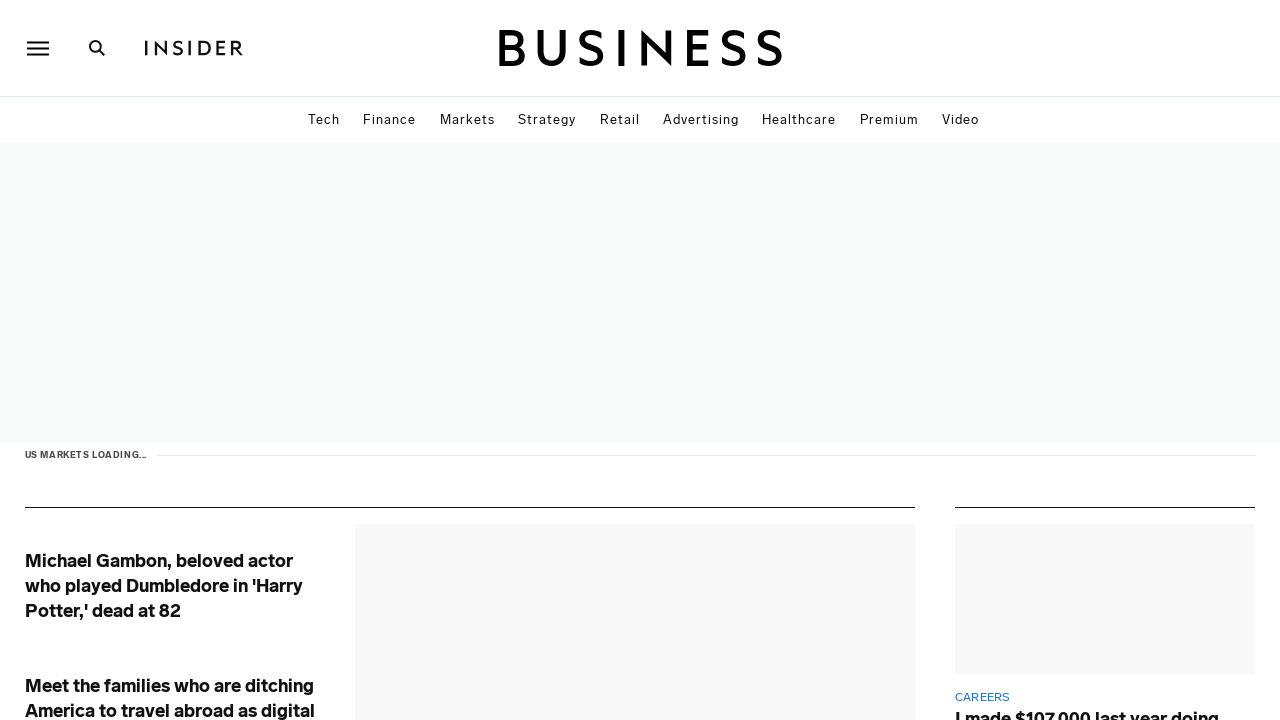 INSIDER
BUSINESS
Tech Finance Markets Strategy Retail Advertising Healthcare Premium Video
US MARKETS LOADING...
Michael Gambon, beloved actor
who played Dumbledore in 'Harry
Potter,' dead at 82
Meet the families who are ditching
America to travel abroad as digital
CAREERS
I made $107,000 last year doing